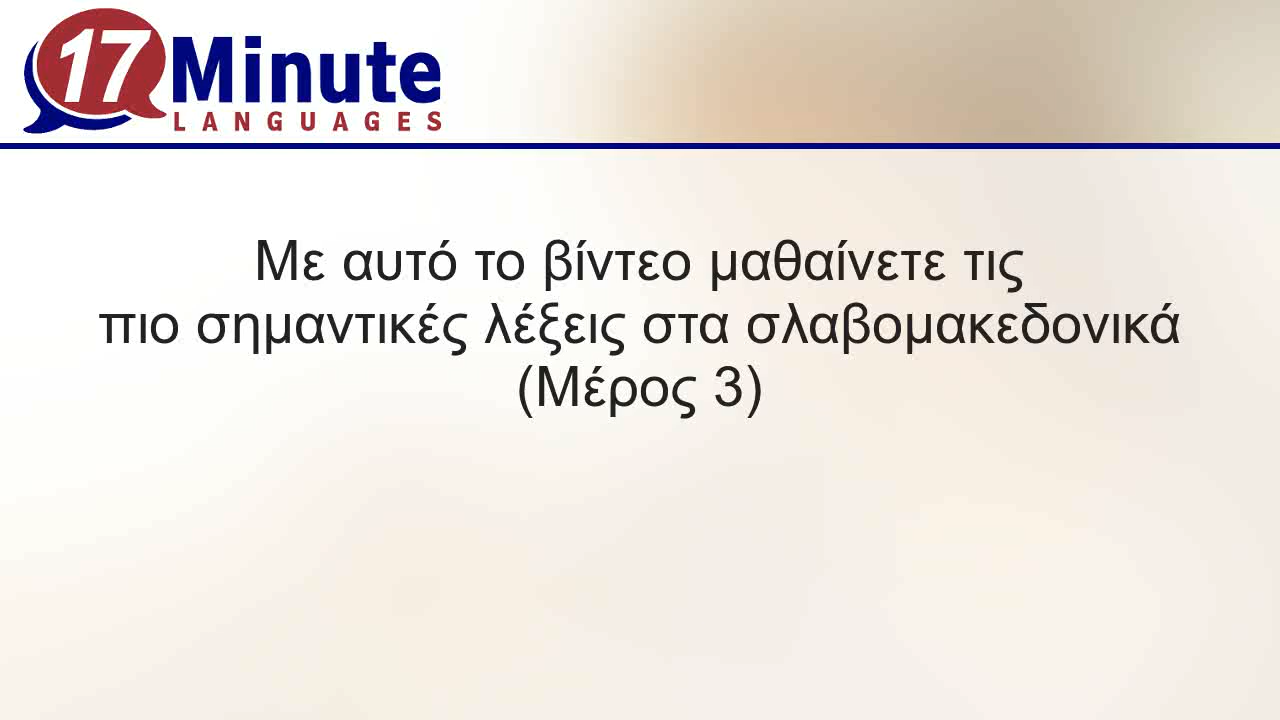 17 Minute
LANGUAGES
Με αυτό το βίντεο μαθαίνετε τις
πιο σημαντικές λέξεις στα σλαβομακεδονικά
(Μέρος 3)